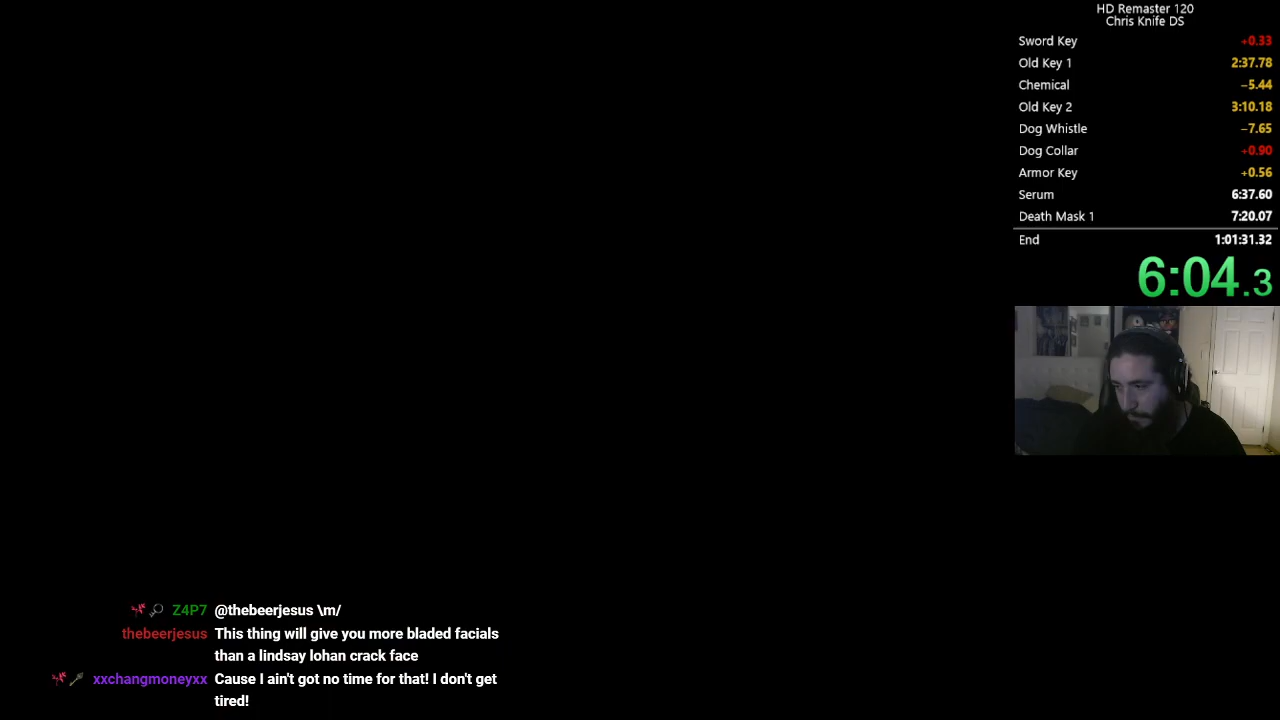 HD Remaster 120
Chris Knife DS
Sword Key +0.33
Old Key 1 2:37.78
Chemical −5.44
Old Key 2 3:10.18
Dog Whistle −7.65
Dog Collar +0.90
Armor Key +0.56
Serum 6:37.60
Death Mask 1 7:20.07
End 1:01:31.32
6:04.3
Z4P7 @thebeerjesus \m/
thebeerjesus This thing will give you more bladed facials
than a lindsay lohan crack face
xxchangmoneyxx Cause I ain't got no time for that! I don't get
tired!